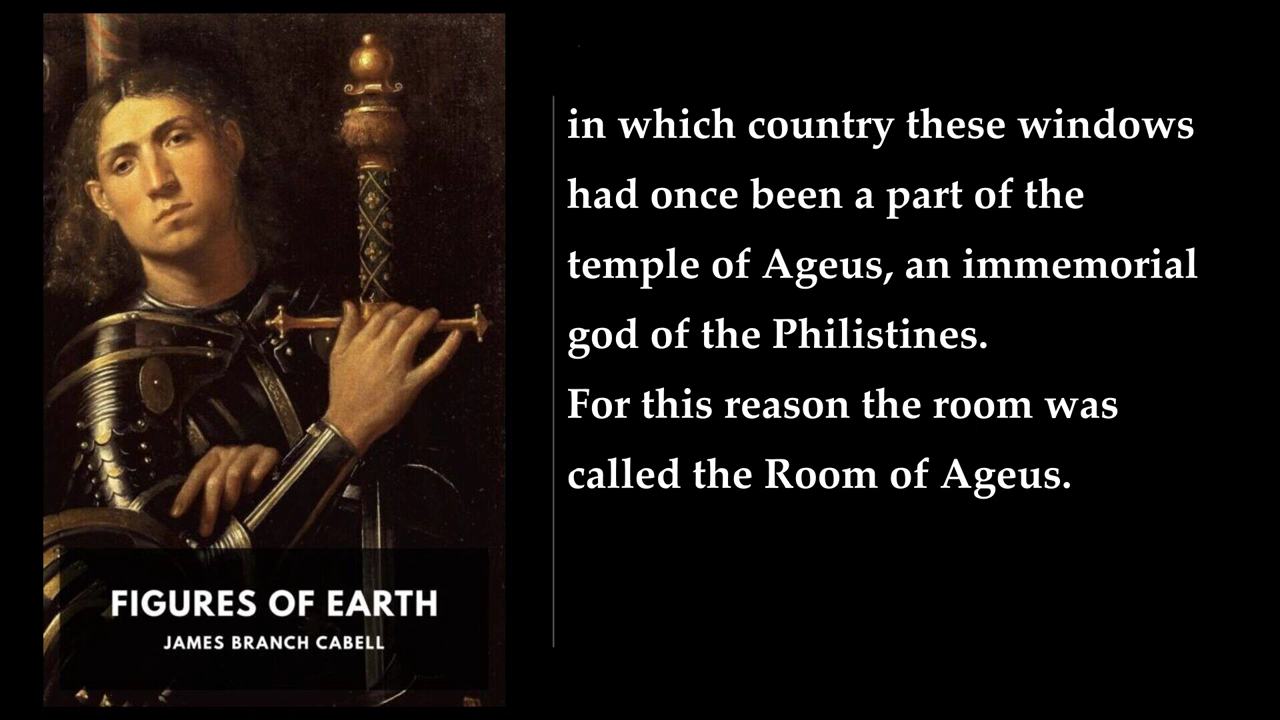 in which country these windows
had once been a part of the
temple of Ageus, an immemorial
god of the Philistines.
For this reason the room was
called the Room of Ageus.
FIGURES OF EARTH
JAMES BRANCH CABELL